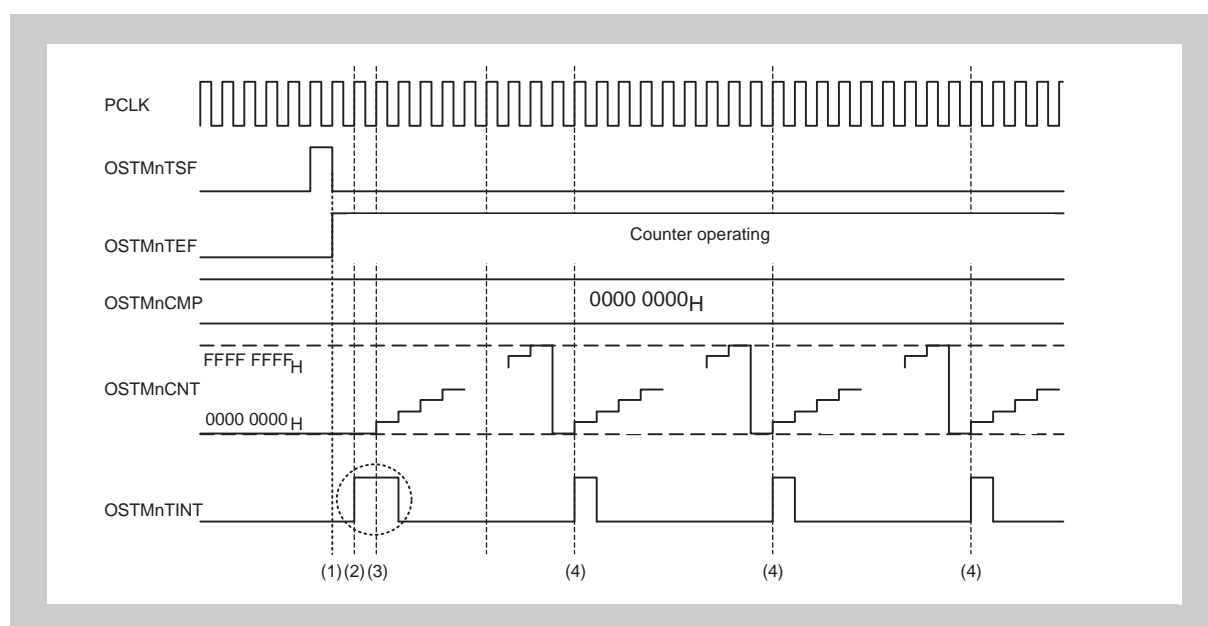 PCLK
OSTMnTSF
OSTMnTEF
Counter operating
OSTMnCMP
0000 0000H
FFFF FFFFH
OSTMnCNT
0000 0000H
OSTMnTINT
(1) (2) (3) (4) (4) (4)